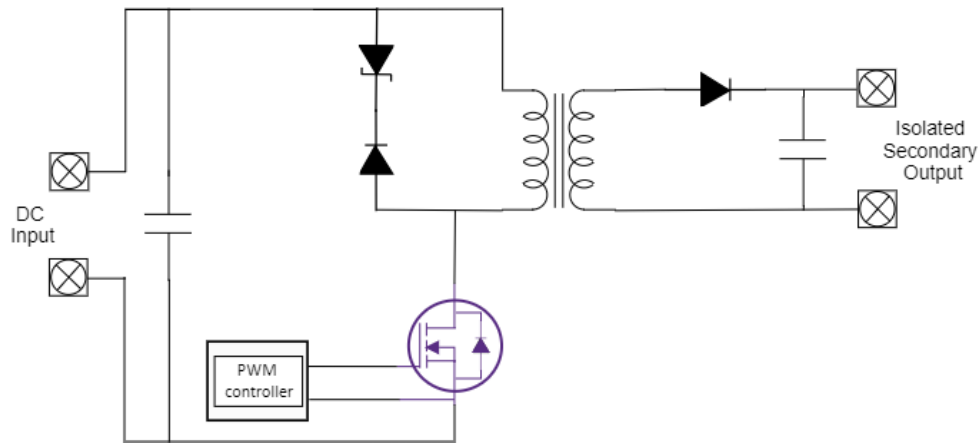 DC
Input
PWM
controller
Isolated
Secondary
Output